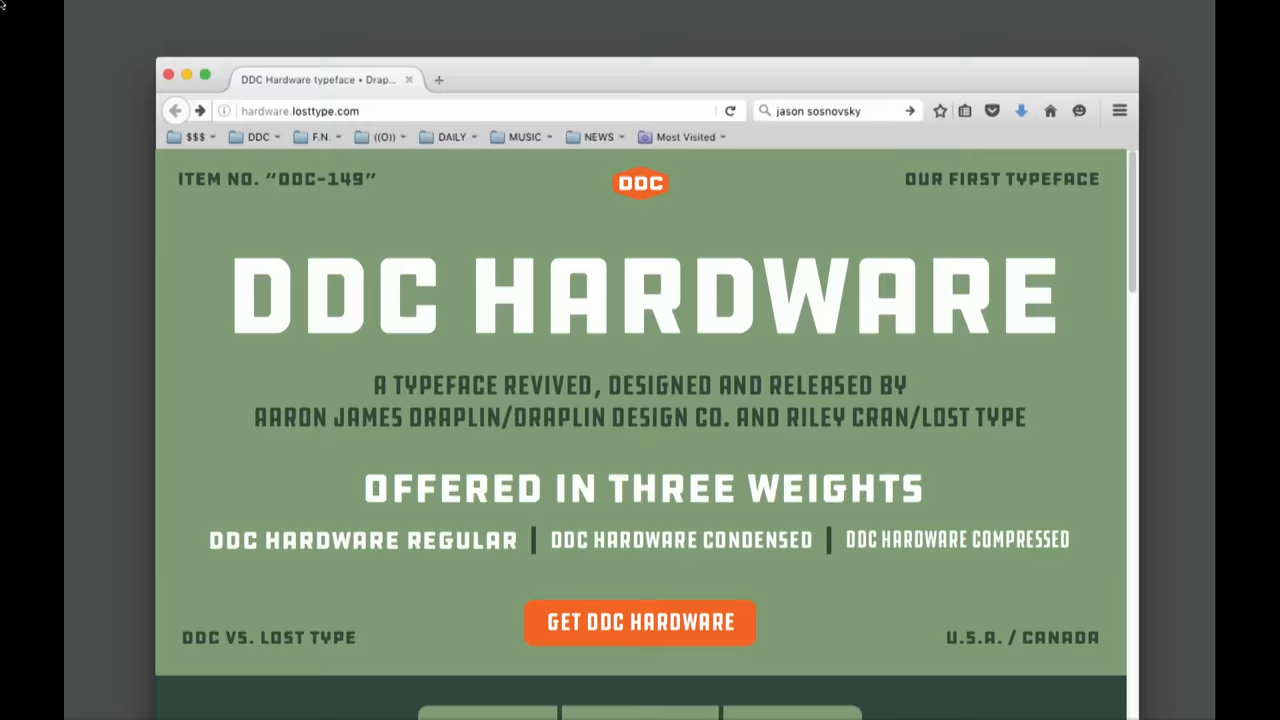 DDC Hardware typeface • Drap...
hardware.losttype.com
jason sosnovsky
$$$ DDC F.N. ((O)) DAILY MUSIC NEWS Most Visited
ITEM NO. “DDC-149” DDC OUR FIRST TYPEFACE
DDC HARDWARE
A TYPEFACE REVIVED, DESIGNED AND RELEASED BY
AARON JAMES DRAPLIN/DRAPLIN DESIGN CO. AND RILEY CRAN/LOST TYPE
OFFERED IN THREE WEIGHTS
DDC HARDWARE REGULAR | DDC HARDWARE CONDENSED | DDC HARDWARE COMPRESSED
GET DDC HARDWARE
DDC VS. LOST TYPE U.S.A. / CANADA